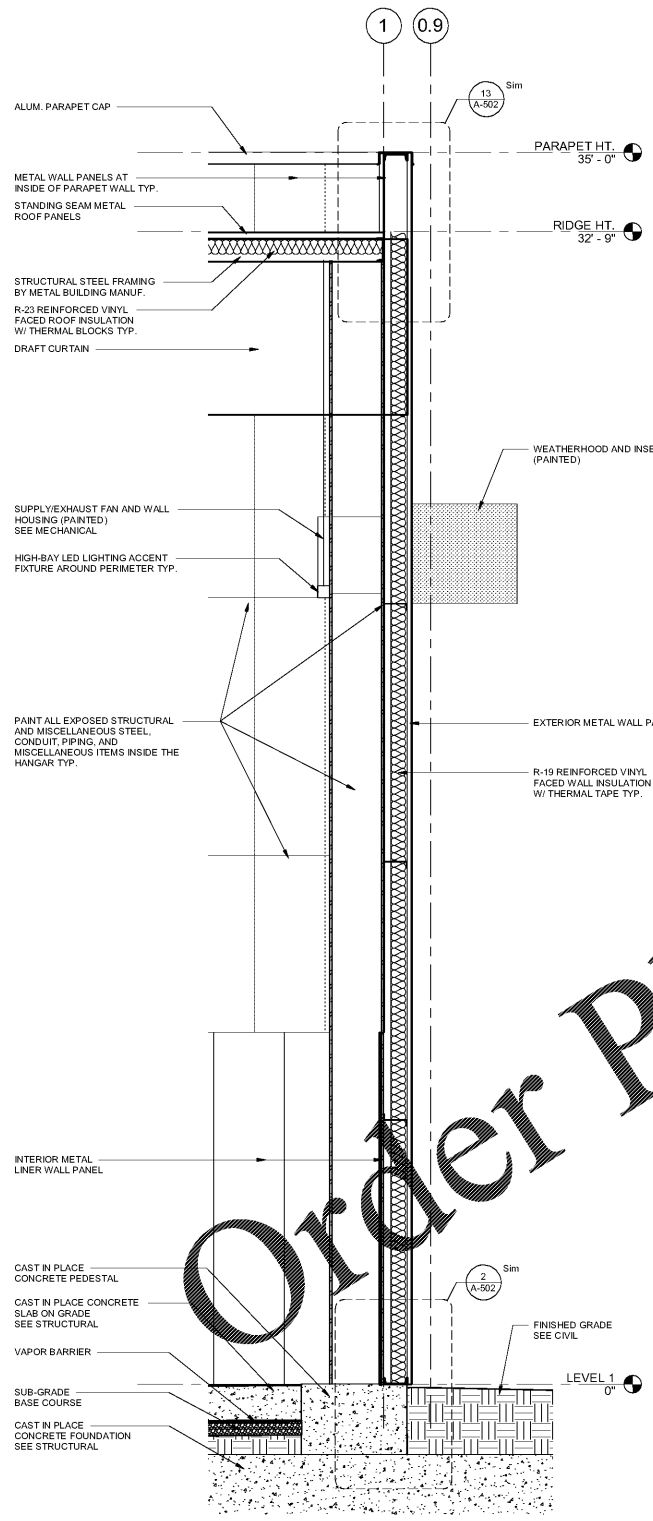 1
0.9
13
A-502
Sim
ALUM. PARAPET CAP
PARAPET HT.
35' - 0"
METAL WALL PANELS AT
INSIDE OF PARAPET WALL TYP.
STANDING SEAM METAL
ROOF PANELS
RIDGE HT.
32' - 9"
STRUCTURAL STEEL FRAMING
BY METAL BUILDING MANUF.
R-23 REINFORCED VINYL
FACED ROOF INSULATION
W/ THERMAL BLOCKS TYP.
DRAFT CURTAIN
WEATHERHOOD AND
(PAINTED)
SUPPLY/EXHAUST FAN AND WALL
HOUSING (PAINTED)
SEE MECHANICAL
HIGH-BAY LED LIGHTING ACCENT
FIXTURE AROUND PERIMETER TYP.
PAINT ALL EXPOSED STRUCTURAL
AND MISCELLANEOUS STEEL,
CONDUIT, PIPING, AND
MISCELLANEOUS ITEMS INSIDE THE
HANGAR TYP.
EXTERIOR METAL WALL
R-19 REINFORCED VINYL
FACED WALL INSULATION
W/ THERMAL TAPE TYP.
Order
INTERIOR METAL
LINER WALL PANEL
2
A-502
Sim
CAST IN PLACE
CONCRETE PEDESTAL
CAST IN PLACE CONCRETE
SLAB ON GRADE
SEE STRUCTURAL
FINISHED GRADE
SEE CIVIL
VAPOR BARRIER
LEVEL 1
0"
SUB-GRADE
BASE COURSE
CAST IN PLACE
CONCRETE FOUNDATION
SEE STRUCTURAL